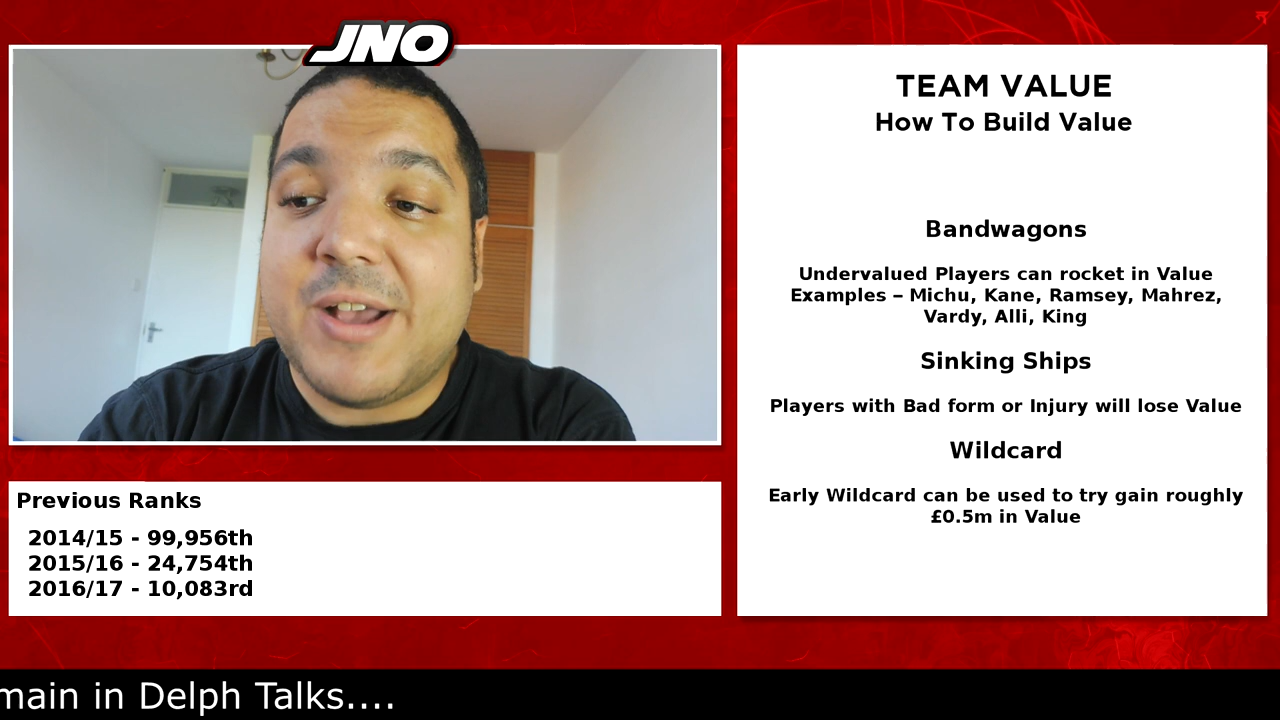 JNO
TEAM VALUE
How To Build Value
Bandwagons
Undervalued Players can rocket in Value
Examples – Michu, Kane, Ramsey, Mahrez,
Vardy, Alli, King
Sinking Ships
Players with Bad form or Injury will lose Value
Wildcard
Early Wildcard can be used to try gain roughly
£0.5m in Value
Previous Ranks
2014/15 - 99,956th
2015/16 - 24,754th
2016/17 - 10,083rd
main in Delph Talks....